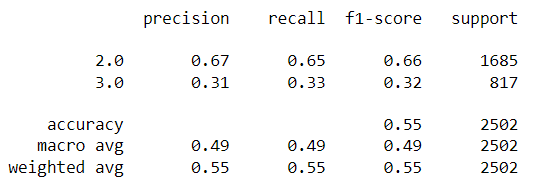 precision recall f1-score support
2.0 0.67 0.65 0.66 1685
3.0 0.31 0.33 0.32 817
accuracy 0.55 2502
macro avg 0.49 0.49 0.49 2502
weighted avg 0.55 0.55 0.55 2502